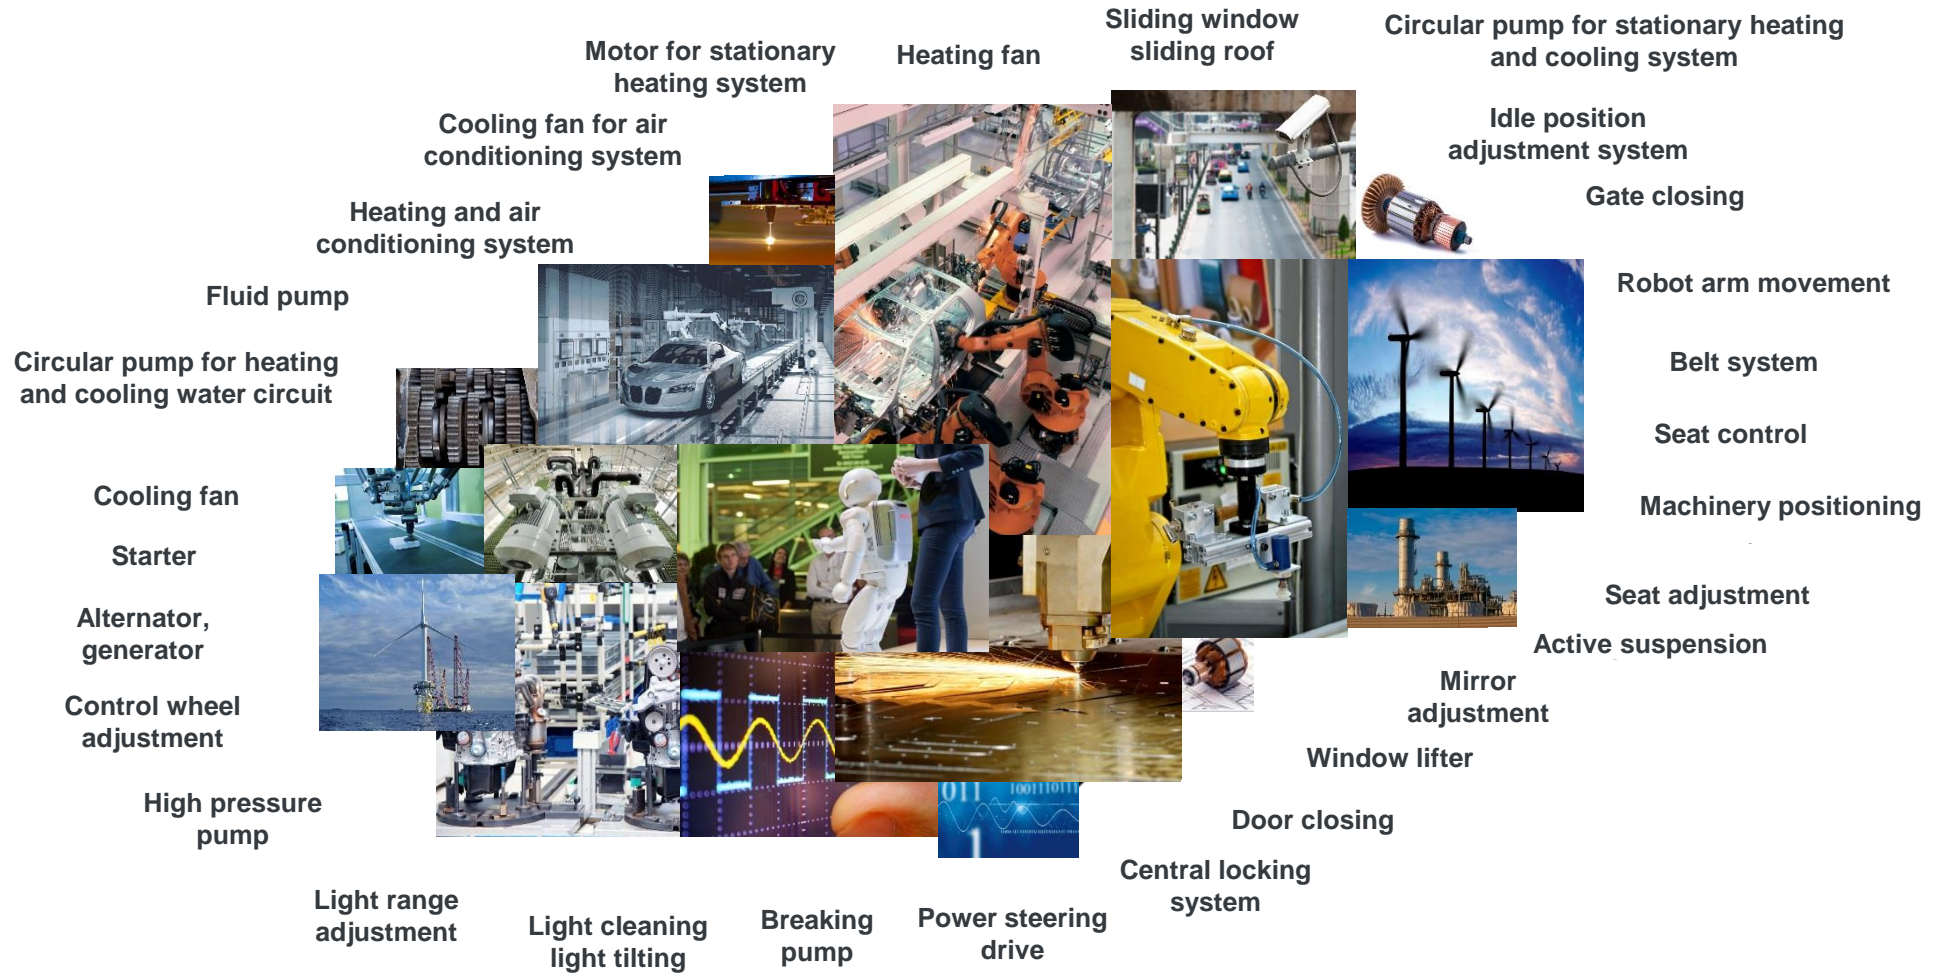 Sliding window
sliding roof
Circular pump for stationary heating
and cooling system
Motor for stationary
heating system
Heating fan
Cooling fan for air
conditioning system
Idle position
adjustment system
Gate closing
Heating and air
conditioning system
Robot arm movement
Fluid pump
Belt system
Circular pump for heating
and cooling water circuit
Seat control
Cooling fan
Machinery positioning
Starter
Seat adjustment
Alternator,
generator
Active suspension
Mirror
adjustment
Control wheel
adjustment
Window lifter
High pressure
pump
Door closing
Central locking
system
Light range
adjustment
Light cleaning
light tilting
Breaking
pump
Power steering
drive
011
1